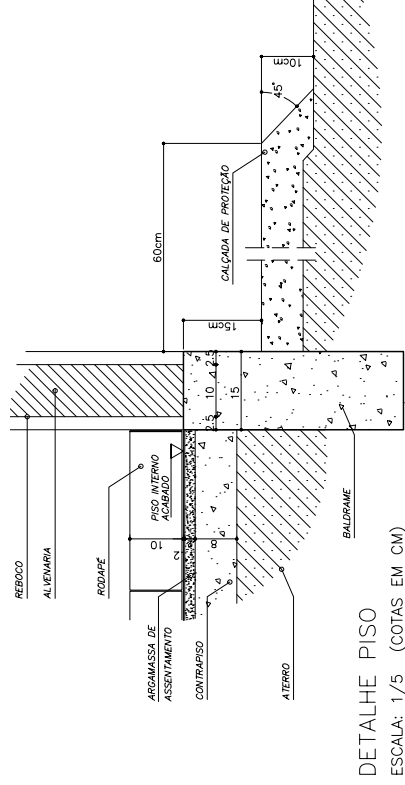 REBOCO
ALVENARIA
RODAPÉ
PISO INTERNO
ACABADO
ARGAMASSA DE
ASSENTAMENTO
CONTRAPISO
ATERRO
BALDRAME
10
2
8
2.5
10
2.5
15
15cm
60cm
CALÇADA DE PROTEÇÃO
45°
10cm
DETALHE PISO
ESCALA: 1/5 (COTAS EM CM)